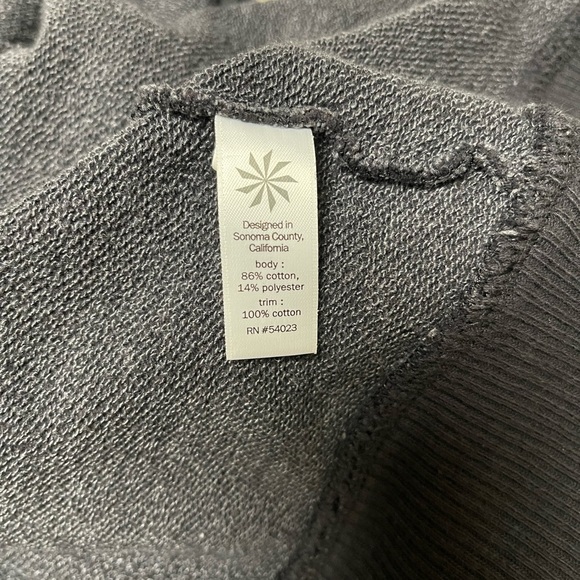 Designed in
Sonoma County,
California
body :
86% cotton,
14% polyester
trim :
100% cotton
RN #54023